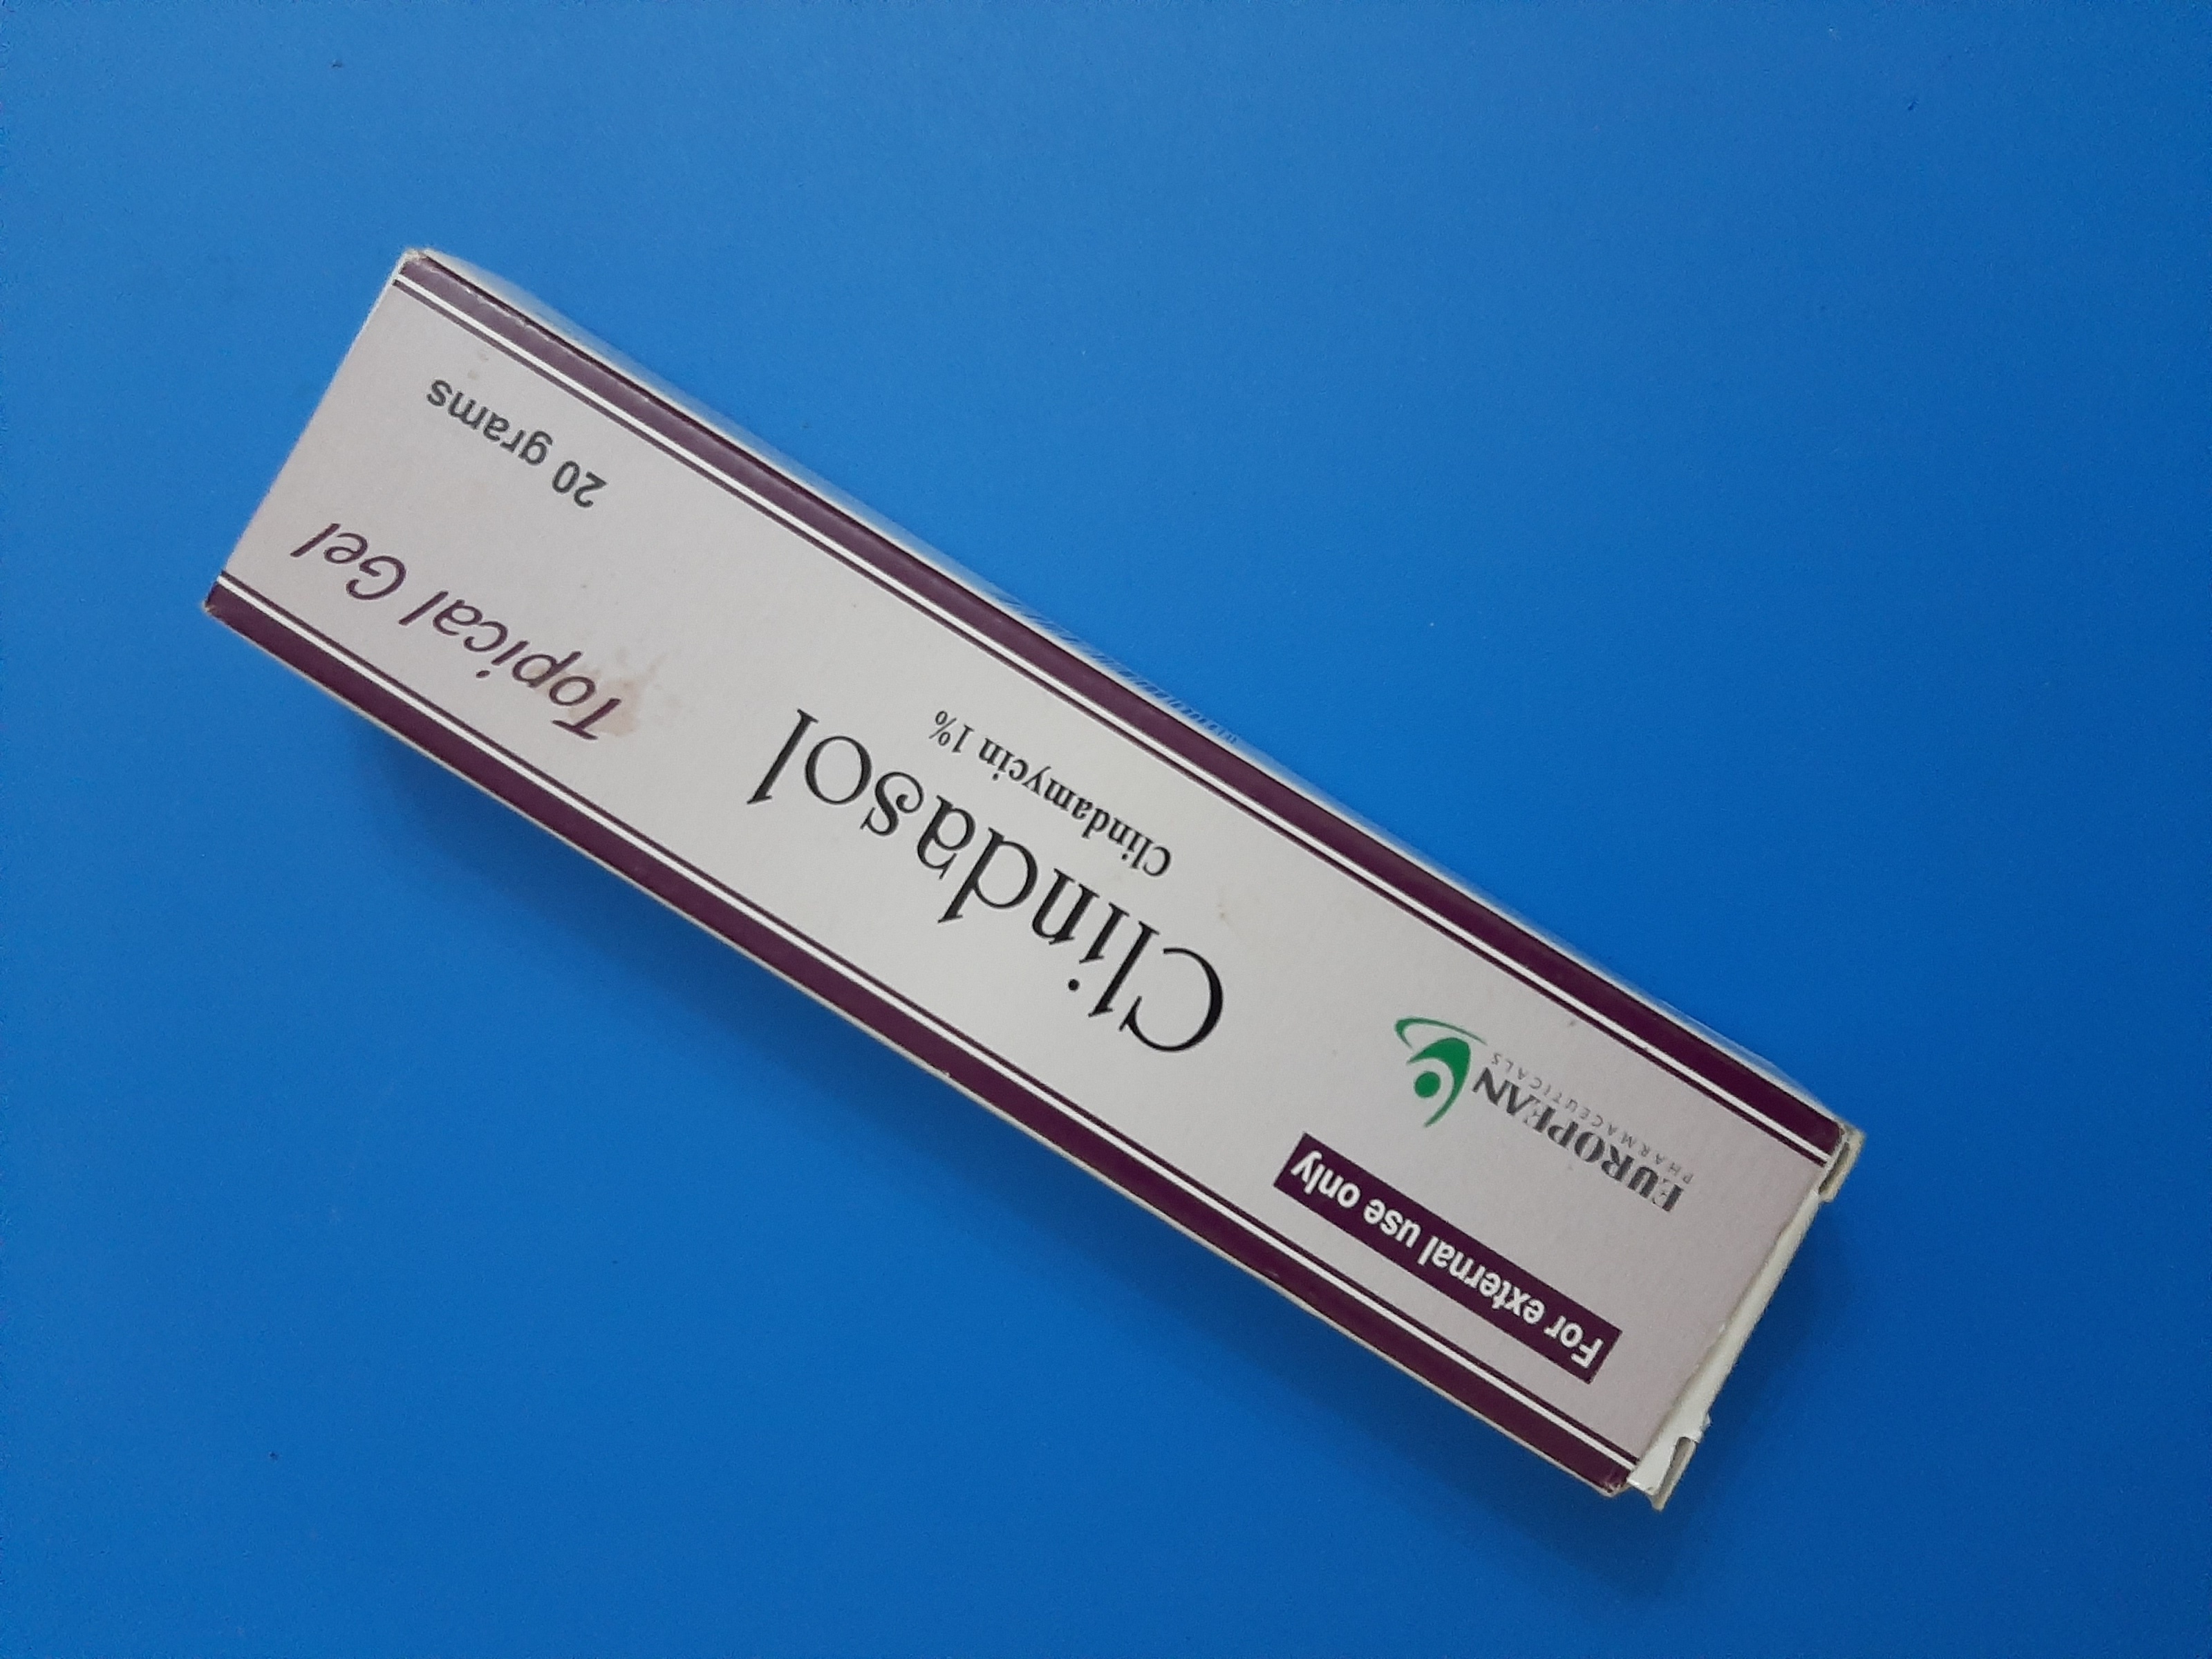 For external use only
EUROPEAN
PHARMACEUTICALS
Clindasol
Clindamycin 1%
Topical Gel
20 grams